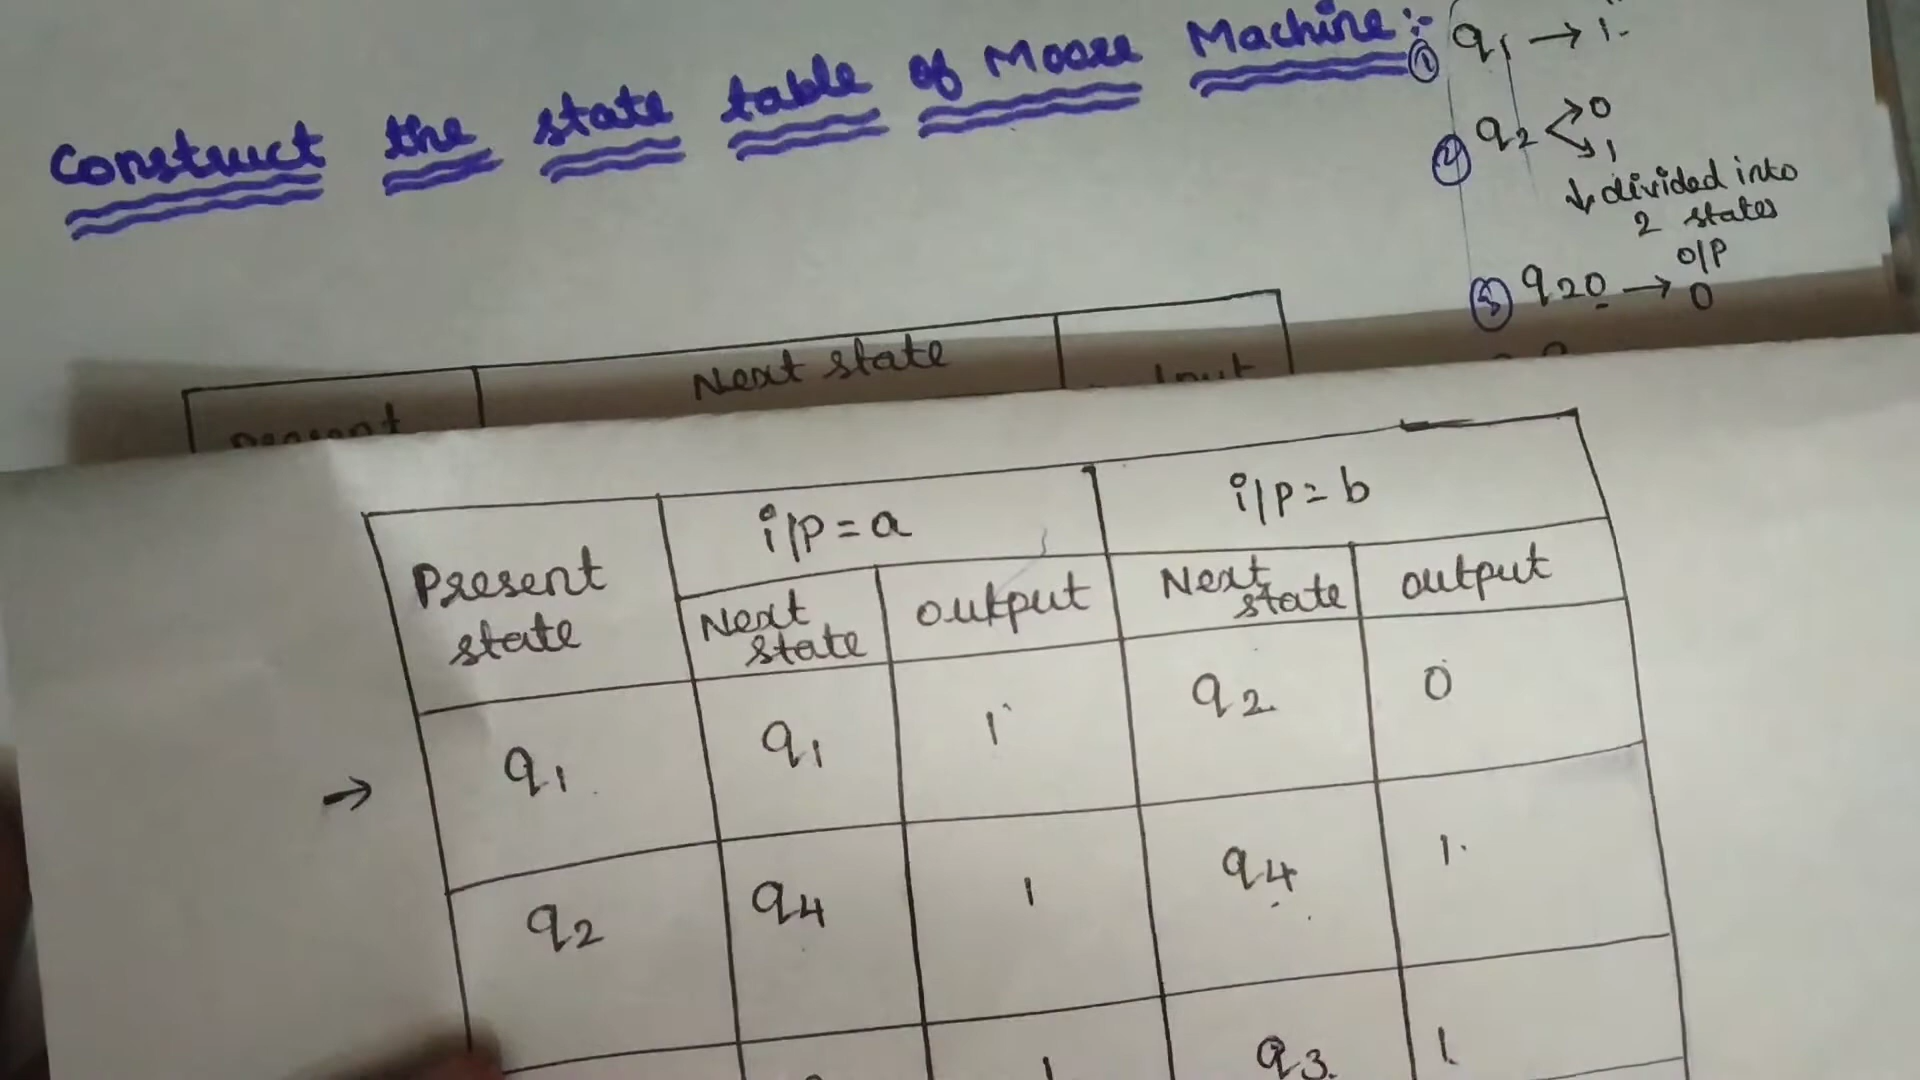 Construct the state table of Moore Machine:-
① q1 → 1.
② q2 0
1
↓ divided into
2 states
O/P
③ q20 → 0
Next state
i/p = a i/p = b
Present state
Next state output Next state output
→ q1 q1 1 q2. 0
q2 q4 1 q4 1.
1 q3. 1.